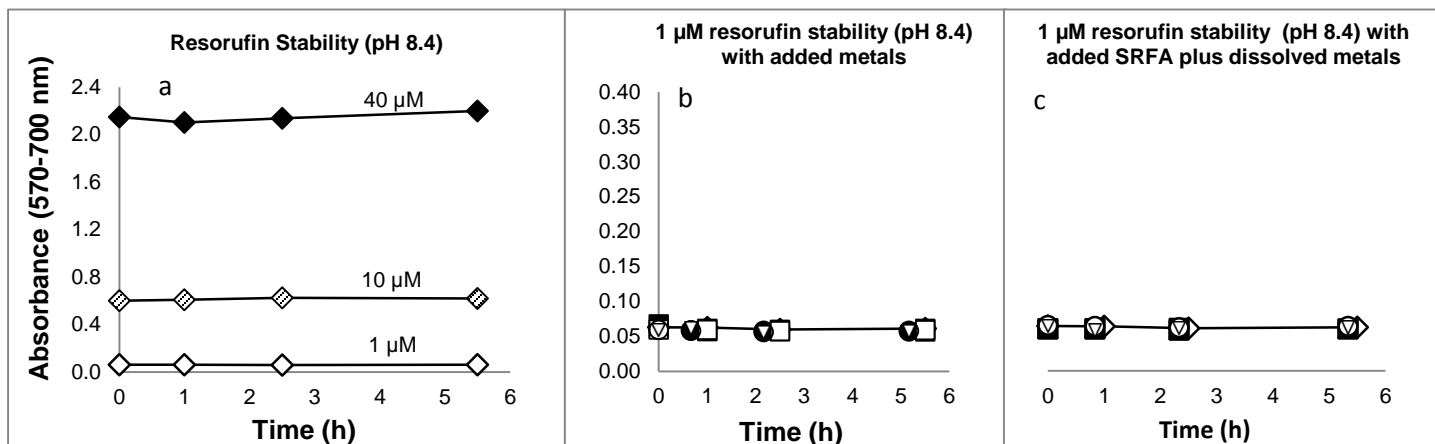 Resorufin Stability (pH 8.4)
a
Absorbance (570-700 nm)
2.4
2.0
1.6
1.2
0.8
0.4
0.0
40 µM
10 µM
1 µM
0 1 2 3 4 5 6
Time (h)
1 µM resorufin stability (pH 8.4)
with added metals
b
0.40
0.35
0.30
0.25
0.20
0.15
0.10
0.05
0.00
0 1 2 3 4 5 6
Time (h)
1 µM resorufin stability (pH 8.4) with
added SRFA plus dissolved metals
c
0 1 2 3 4 5 6
Time (h)